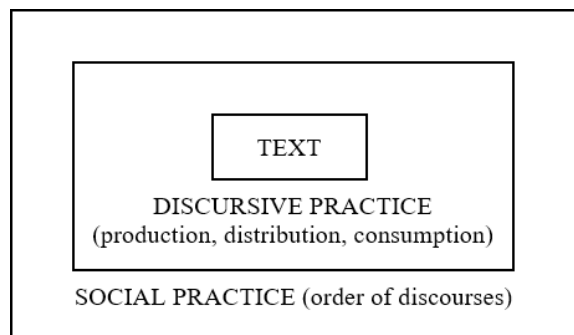 TEXT
DISCURSIVE PRACTICE
(production, distribution, consumption)
SOCIAL PRACTICE (order of discourses)